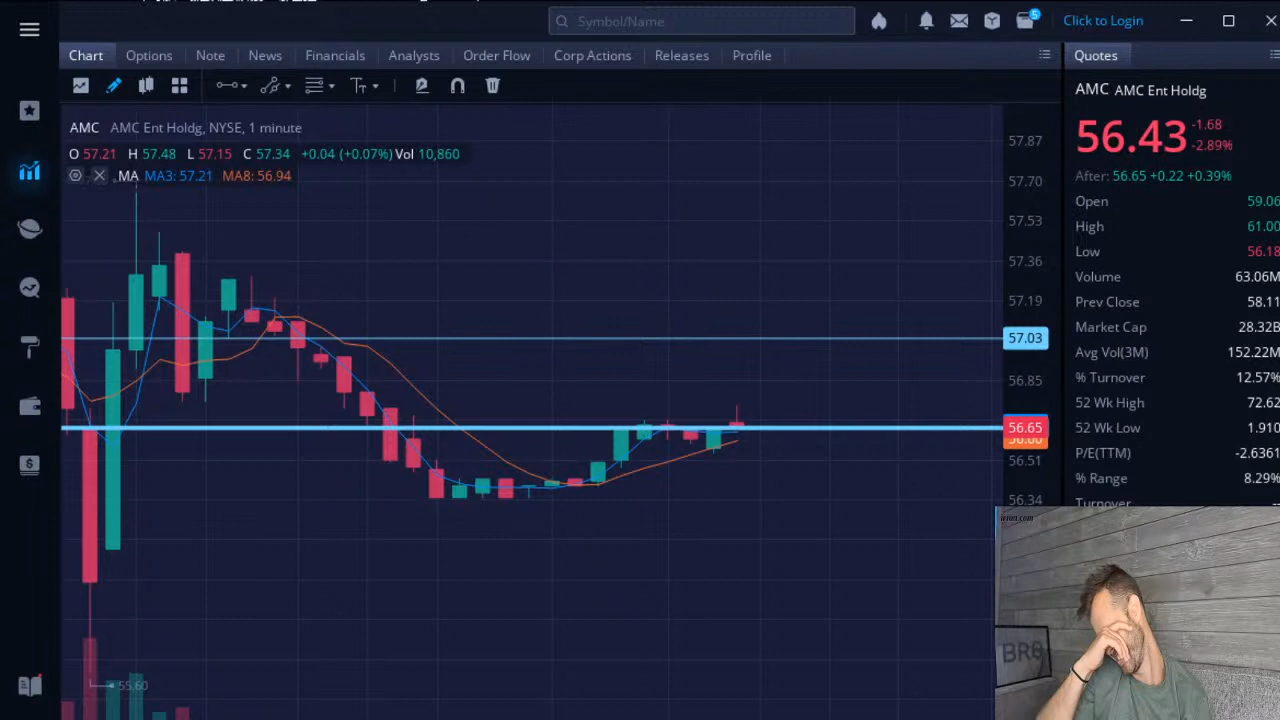 Symbol/Name
5
Click to Login
Chart Options Note News Financials Analysts Order Flow Corp Actions Releases Profile
Quotes
AMC AMC Ent Holdg, NYSE, 1 minute
O 57.21 H 57.48 L 57.15 C 57.34 +0.04 (+0.07%) Vol 10,860
MA MA3: 57.21 MA8: 56.94
57.87
57.70
57.53
57.36
57.19
57.03
56.85
56.65
56.51
56.34
55.60
AMC AMC Ent Holdg
56.43 -1.68
-2.89%
After: 56.65 +0.22 +0.39%
Open 59.06
High 61.00
Low 56.18
Volume 63.06M
Prev Close 58.11
Market Cap 28.32B
Avg Vol(3M) 152.22M
% Turnover 12.57%
52 Wk High 72.62
52 Wk Low 1.910
P/E(TTM) -2.6361
% Range 8.29%
Turnover
BRO